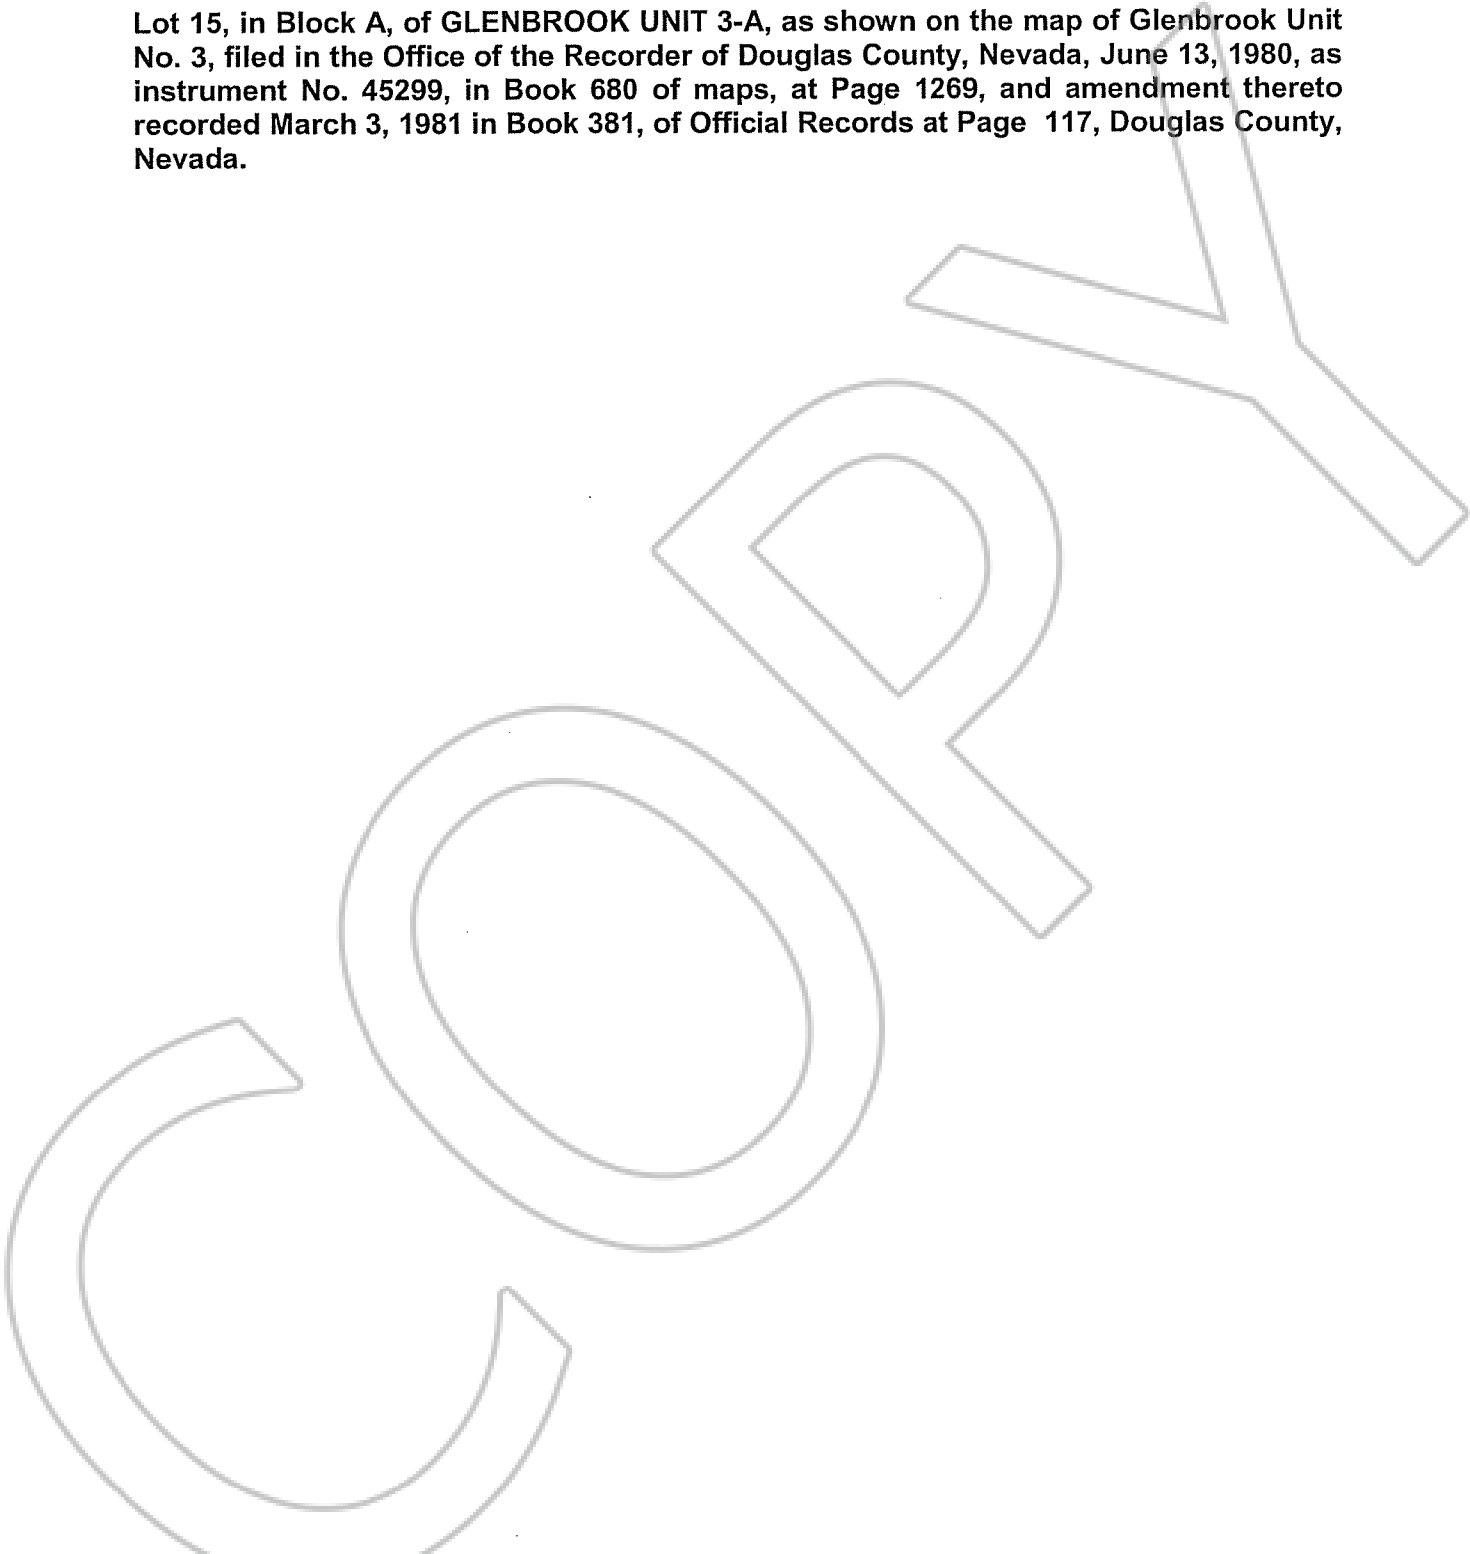 Lot 15, in Block A, of GLENBROOK UNIT 3-A, as shown on the map of Glenbrook Unit
No. 3, filed in the Office of the Recorder of Douglas County, Nevada, June 13, 1980, as
instrument No. 45299, in Book 680 of maps, at Page 1269, and amendment thereto
recorded March 3, 1981 in Book 381, of Official Records at Page 117, Douglas County,
Nevada.
COPY